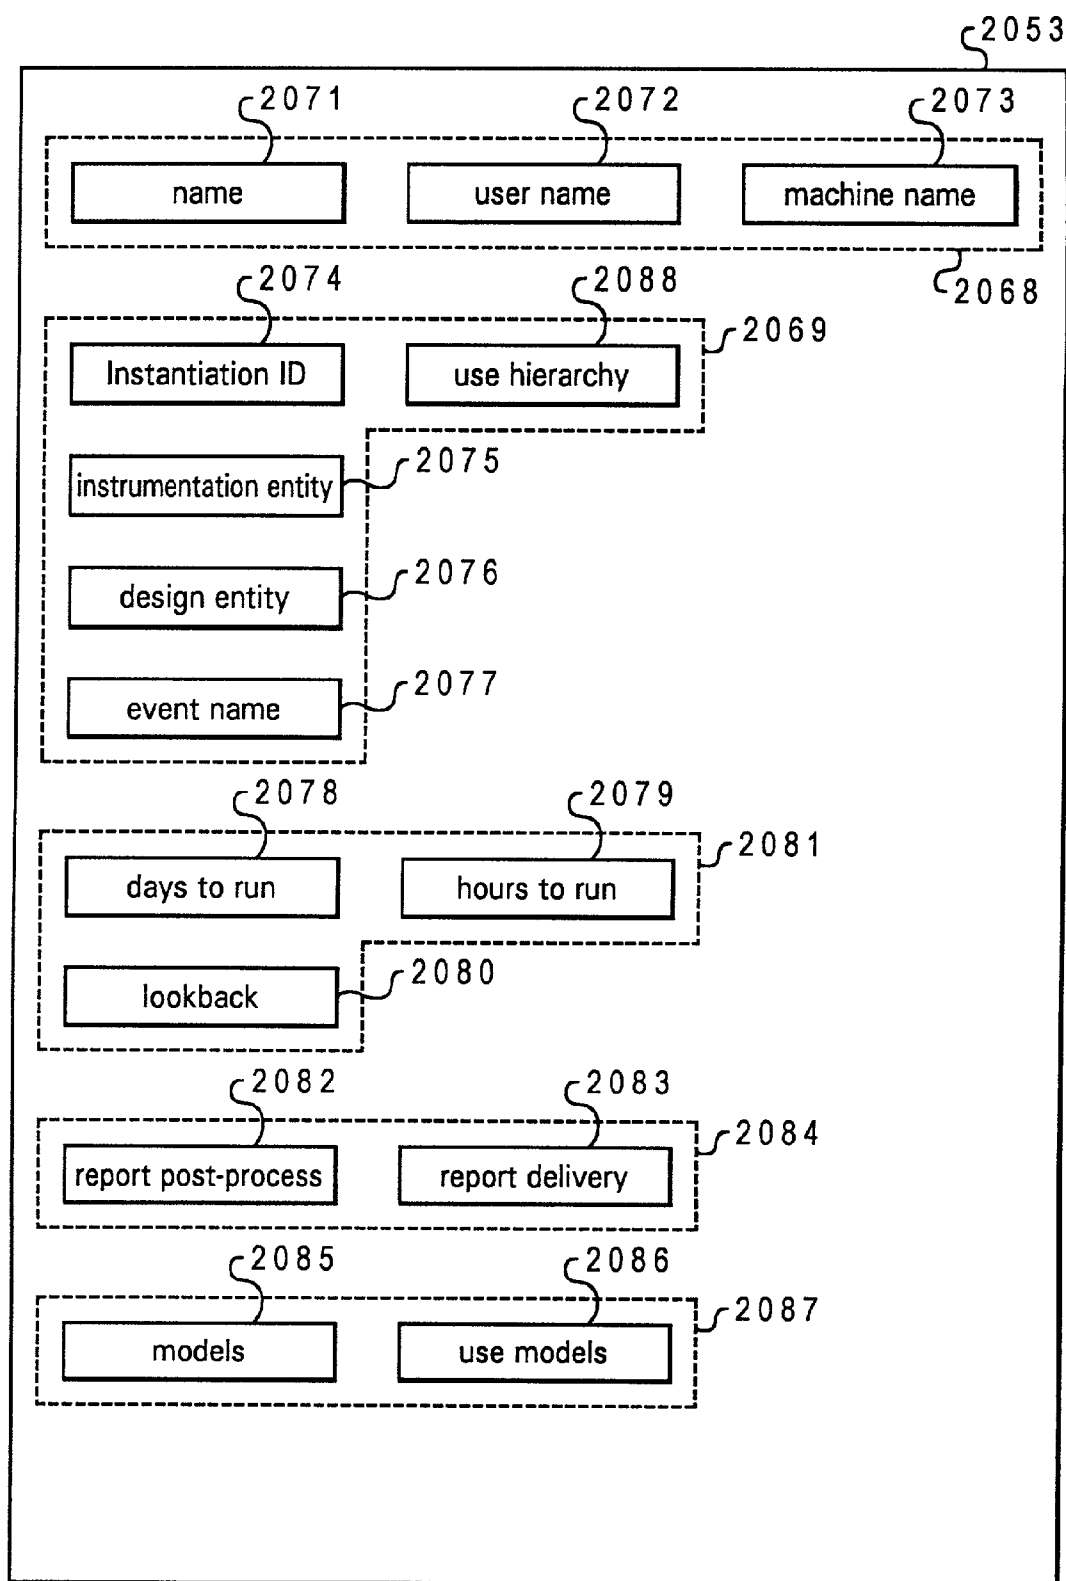 2053
2071 2072 2073
name user name machine name
2068
2074 2088
2069
Instantiation ID use hierarchy
2075
instrumentation entity
2076
design entity
2077
event name
2078 2079
2081
days to run hours to run
2080
lookback
2082 2083
2084
report post-process report delivery
2085 2086
2087
models use models